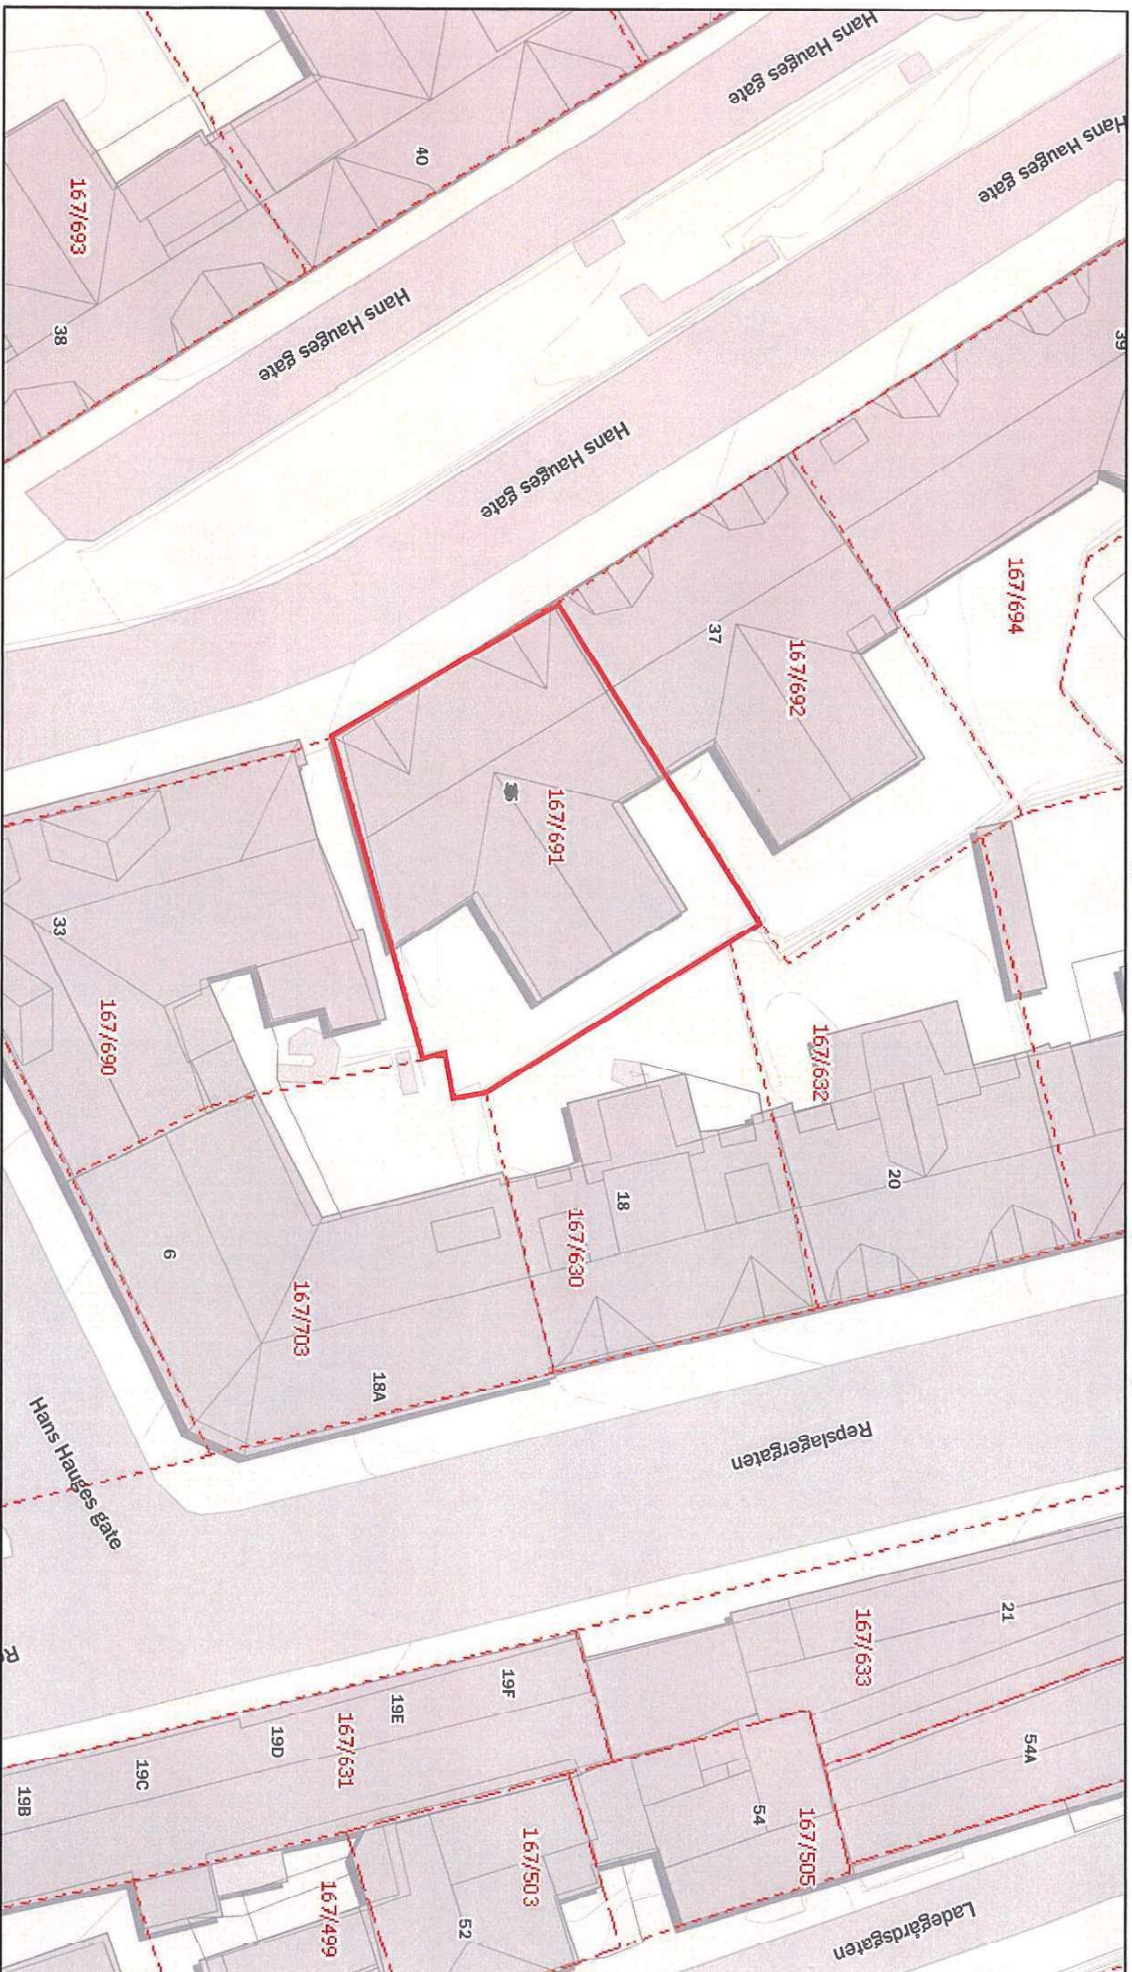 Hans Hauges gate
Hans Hauges gate
40
167/693
38
Hans Hauges gate
39
Hans Hauges gate
167/694
37
167/692
167/691
33
167/690
167/632
20
18
167/630
6
167/703
18A
Repslagergaten
Hans Hauges gate
21
167/633
19F
19E
167/631
19D
54A
19C
19B
54
167/505
167/503
52
167/499
Ladegårdsgaten